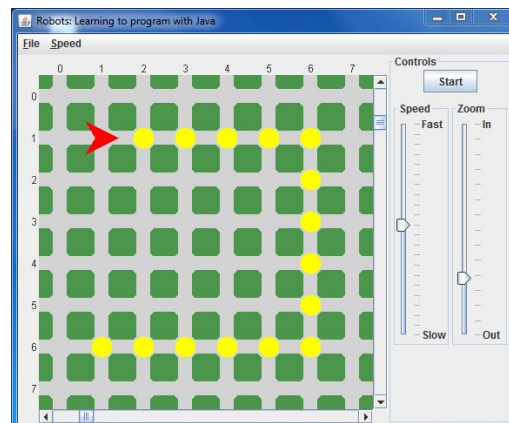 Robots: Learning to program with Java
File Speed
Controls
Start
Speed Zoom
Fast In
Slow Out
0 1 2 3 4 5 6 7
0
1
2
3
4
5
6
7